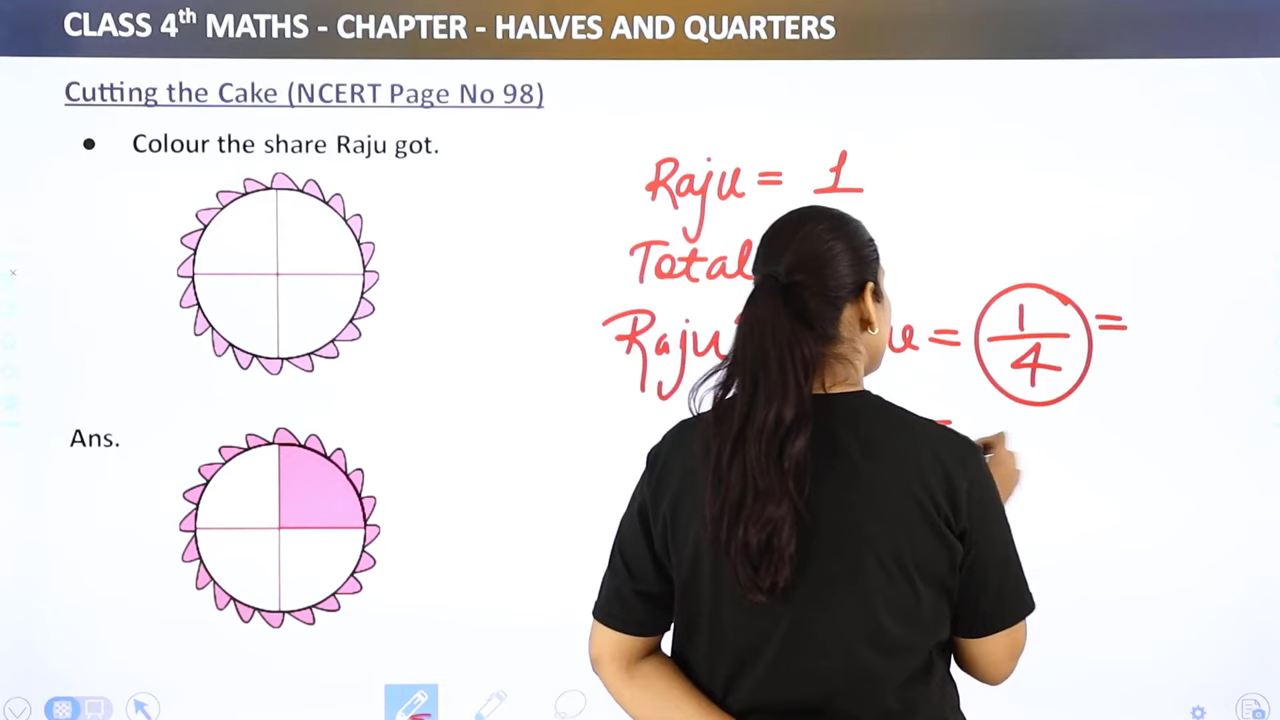 CLASS 4th MATHS - CHAPTER - HALVES AND QUARTERS
Cutting the Cake (NCERT Page No 98)
● Colour the share Raju got.
Raju = 1
Total
Raju = 1/4 =
=
Ans.